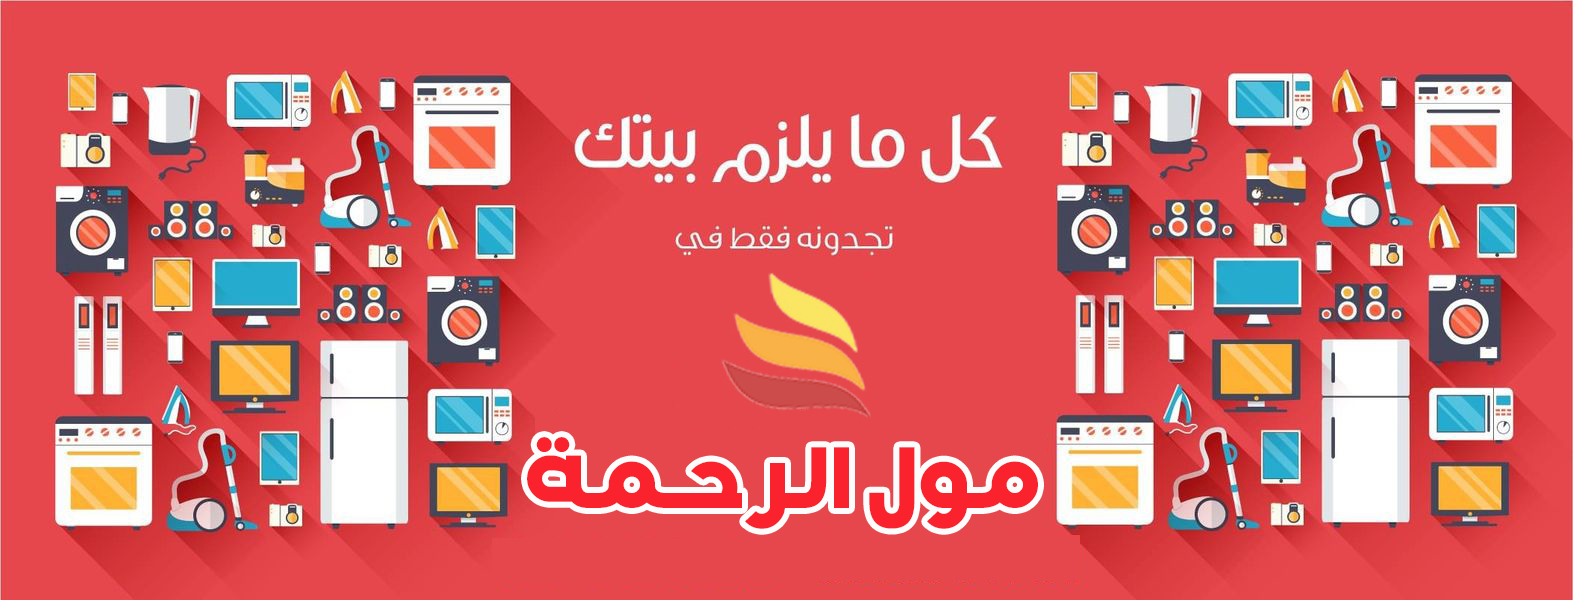 كل ما يلزم بيتك
تجدونه فقط في
مول الرحمة